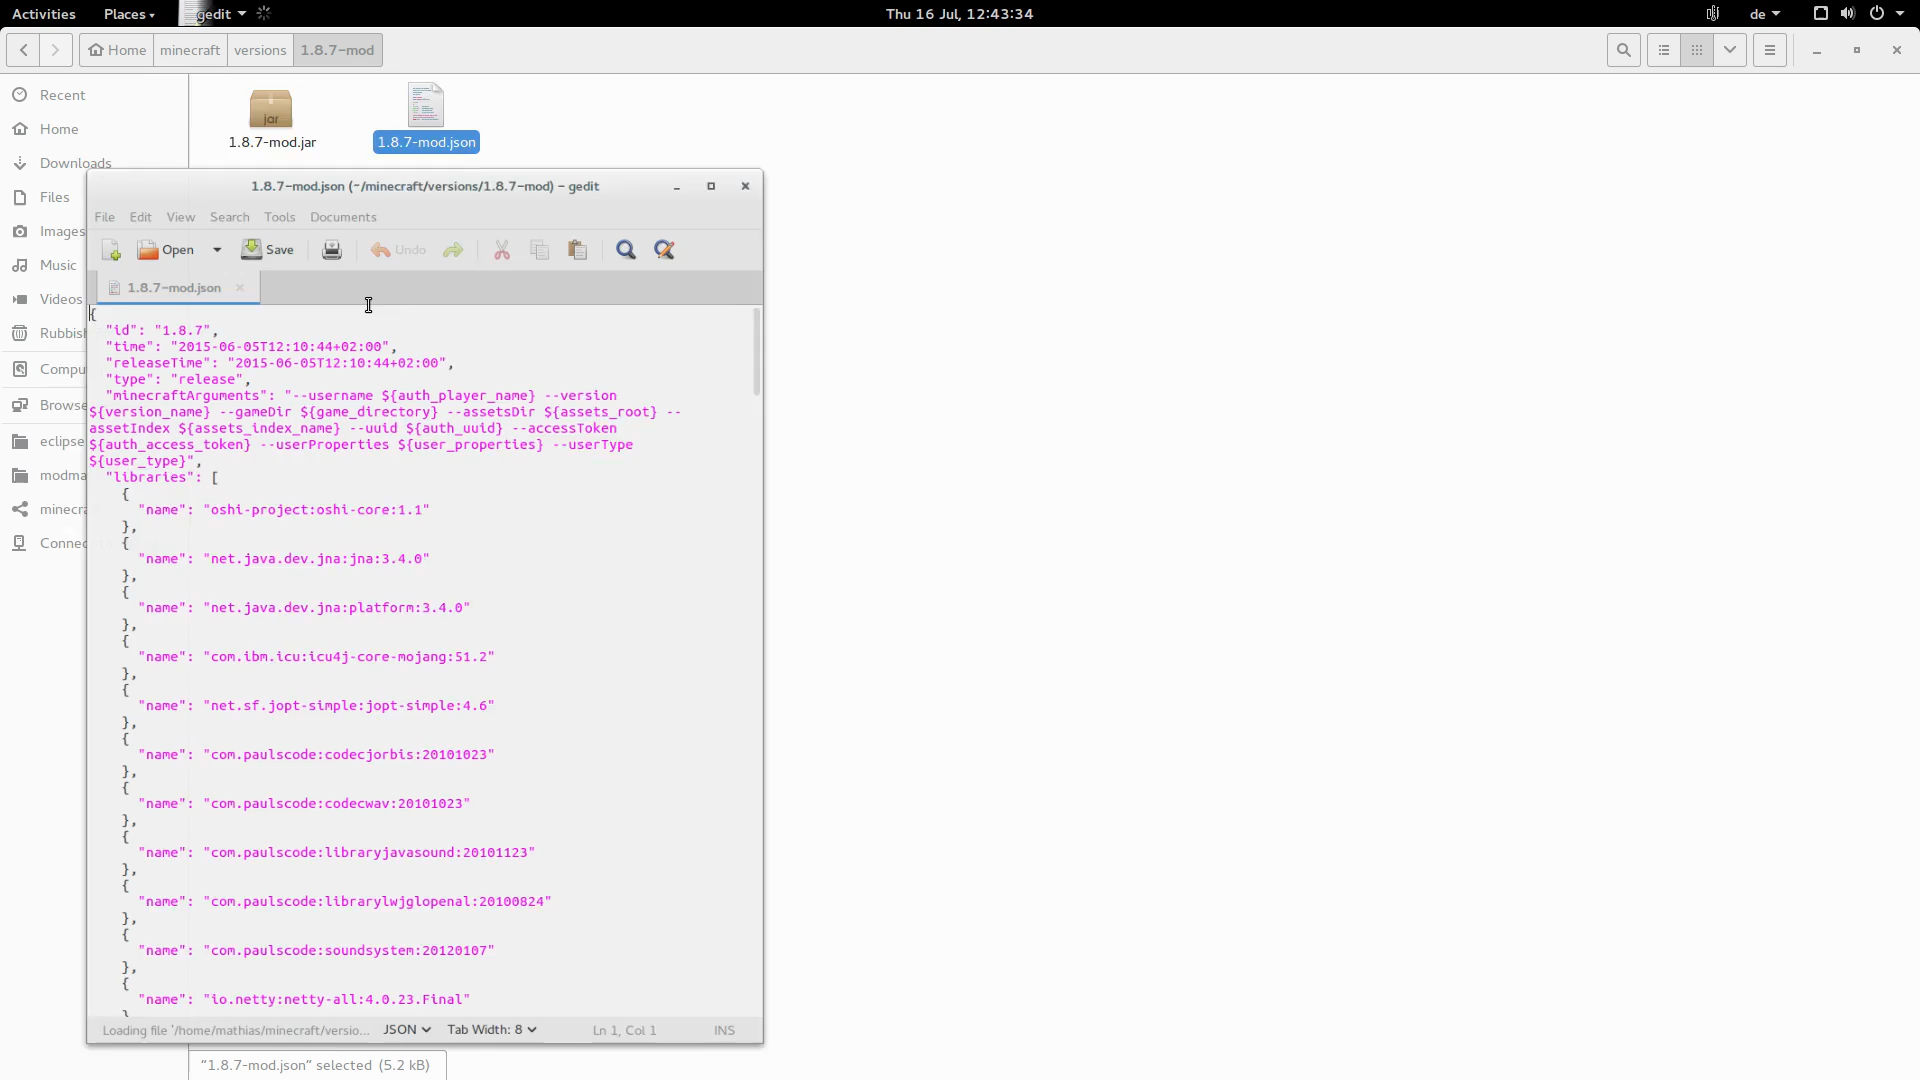 Activities Places gedit Thu 16 Jul, 12:43:34 de
Home minecraft versions 1.8.7-mod
Recent
Home
Downloads
Files
Images
Music
Videos
Rubbish
Compu
Browse
eclipse
modma
minecra
Connec
jar
1.8.7-mod.jar 1.8.7-mod.json
1.8.7-mod.json (~/minecraft/versions/1.8.7-mod) - gedit
File Edit View Search Tools Documents
Open Save Undo
1.8.7-mod.json
{
"id": "1.8.7",
"time": "2015-06-05T12:10:44+02:00",
"releaseTime": "2015-06-05T12:10:44+02:00",
"type": "release",
"minecraftArguments": "--username ${auth_player_name} --version
${version_name} --gameDir ${game_directory} --assetsDir ${assets_root} --
assetIndex ${assets_index_name} --uuid ${auth_uuid} --accessToken
${auth_access_token} --userProperties ${user_properties} --userType
${user_type}",
"libraries": [
{
"name": "oshi-project:oshi-core:1.1"
},
{
"name": "net.java.dev.jna:jna:3.4.0"
},
{
"name": "net.java.dev.jna:platform:3.4.0"
},
{
"name": "com.ibm.icu:icu4j-core-mojang:51.2"
},
{
"name": "net.sf.jopt-simple:jopt-simple:4.6"
},
{
"name": "com.paulscode:codecjorbis:20101023"
},
{
"name": "com.paulscode:codecwav:20101023"
},
{
"name": "com.paulscode:libraryjavasound:20101123"
},
{
"name": "com.paulscode:librarylwjglopenal:20100824"
},
{
"name": "com.paulscode:soundsystem:20120107"
},
{
"name": "io.netty:netty-all:4.0.23.Final"
}
Loading file '/home/mathias/minecraft/versio... JSON Tab Width: 8 Ln 1, Col 1 INS
“1.8.7-mod.json” selected (5.2 kB)